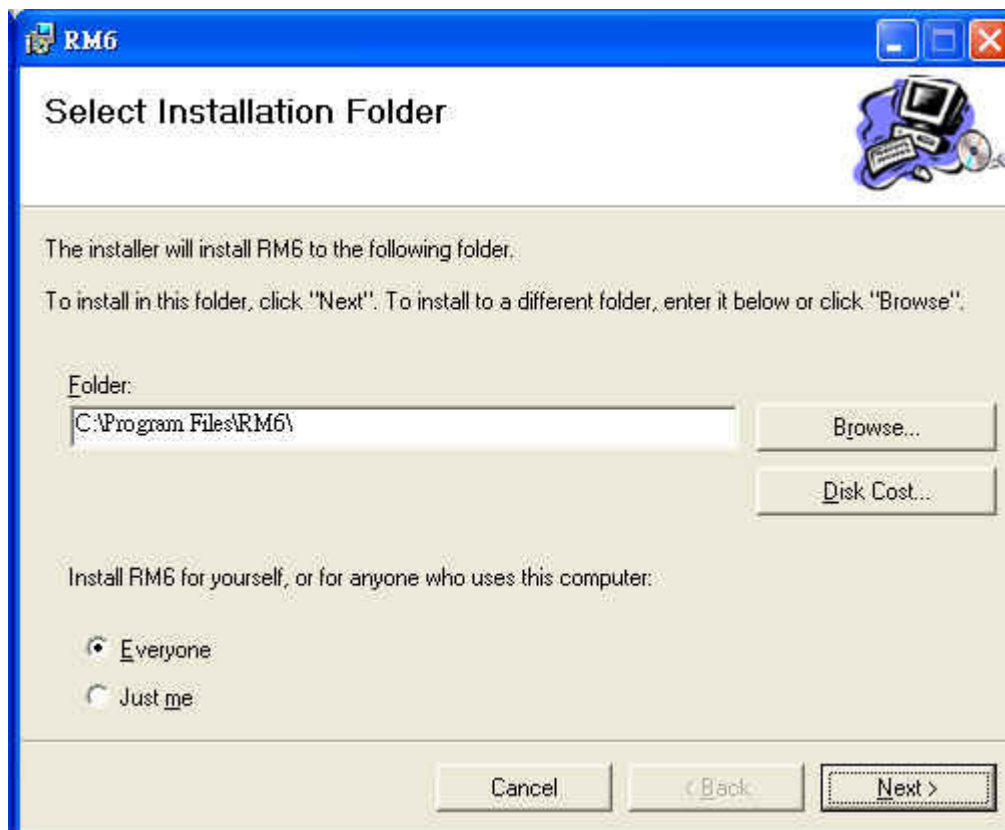 RM6
Select Installation Folder
The installer will install RM6 to the following folder.
To install in this folder, click "Next". To install to a different folder, enter it below or click "Browse".
Folder:
C:\Program Files\RM6\
Browse...
Disk Cost...
Install RM6 for yourself, or for anyone who uses this computer:
Everyone
Just me
Cancel
< Back
Next >